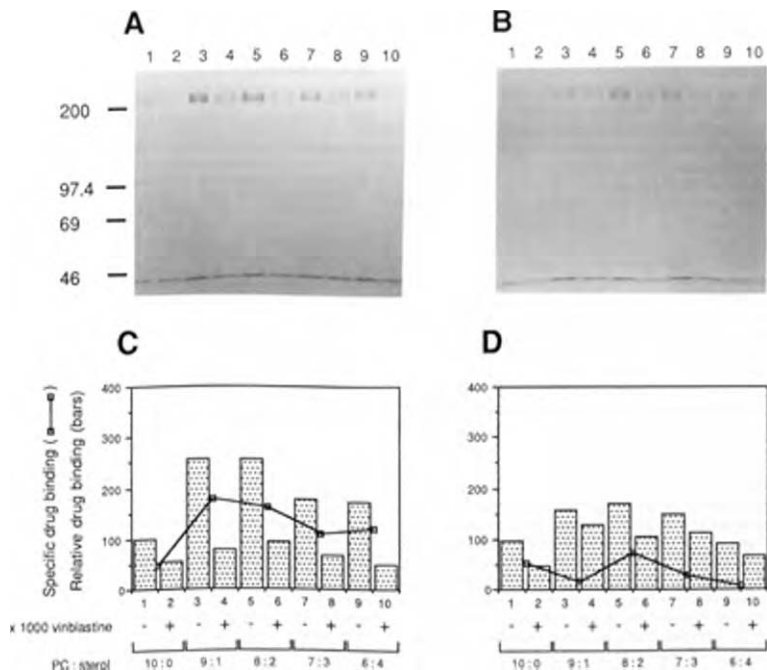 A
B
1 2 3 4 5 6 7 8 9 10
1 2 3 4 5 6 7 8 9 10
200
97.4
69
46
C
D
Specific drug binding ( )
Relative drug binding (bars)
400
300
200
100
0
400
300
200
100
0
1 2 3 4 5 6 7 8 9 10
1 2 3 4 5 6 7 8 9 10
x 1000 vinblastine
- + - + - + - + - +
- + - + - + - + - +
PC : sterol
10:0 9:1 8:2 7:3 6:4
10:0 9:1 8:2 7:3 6:4